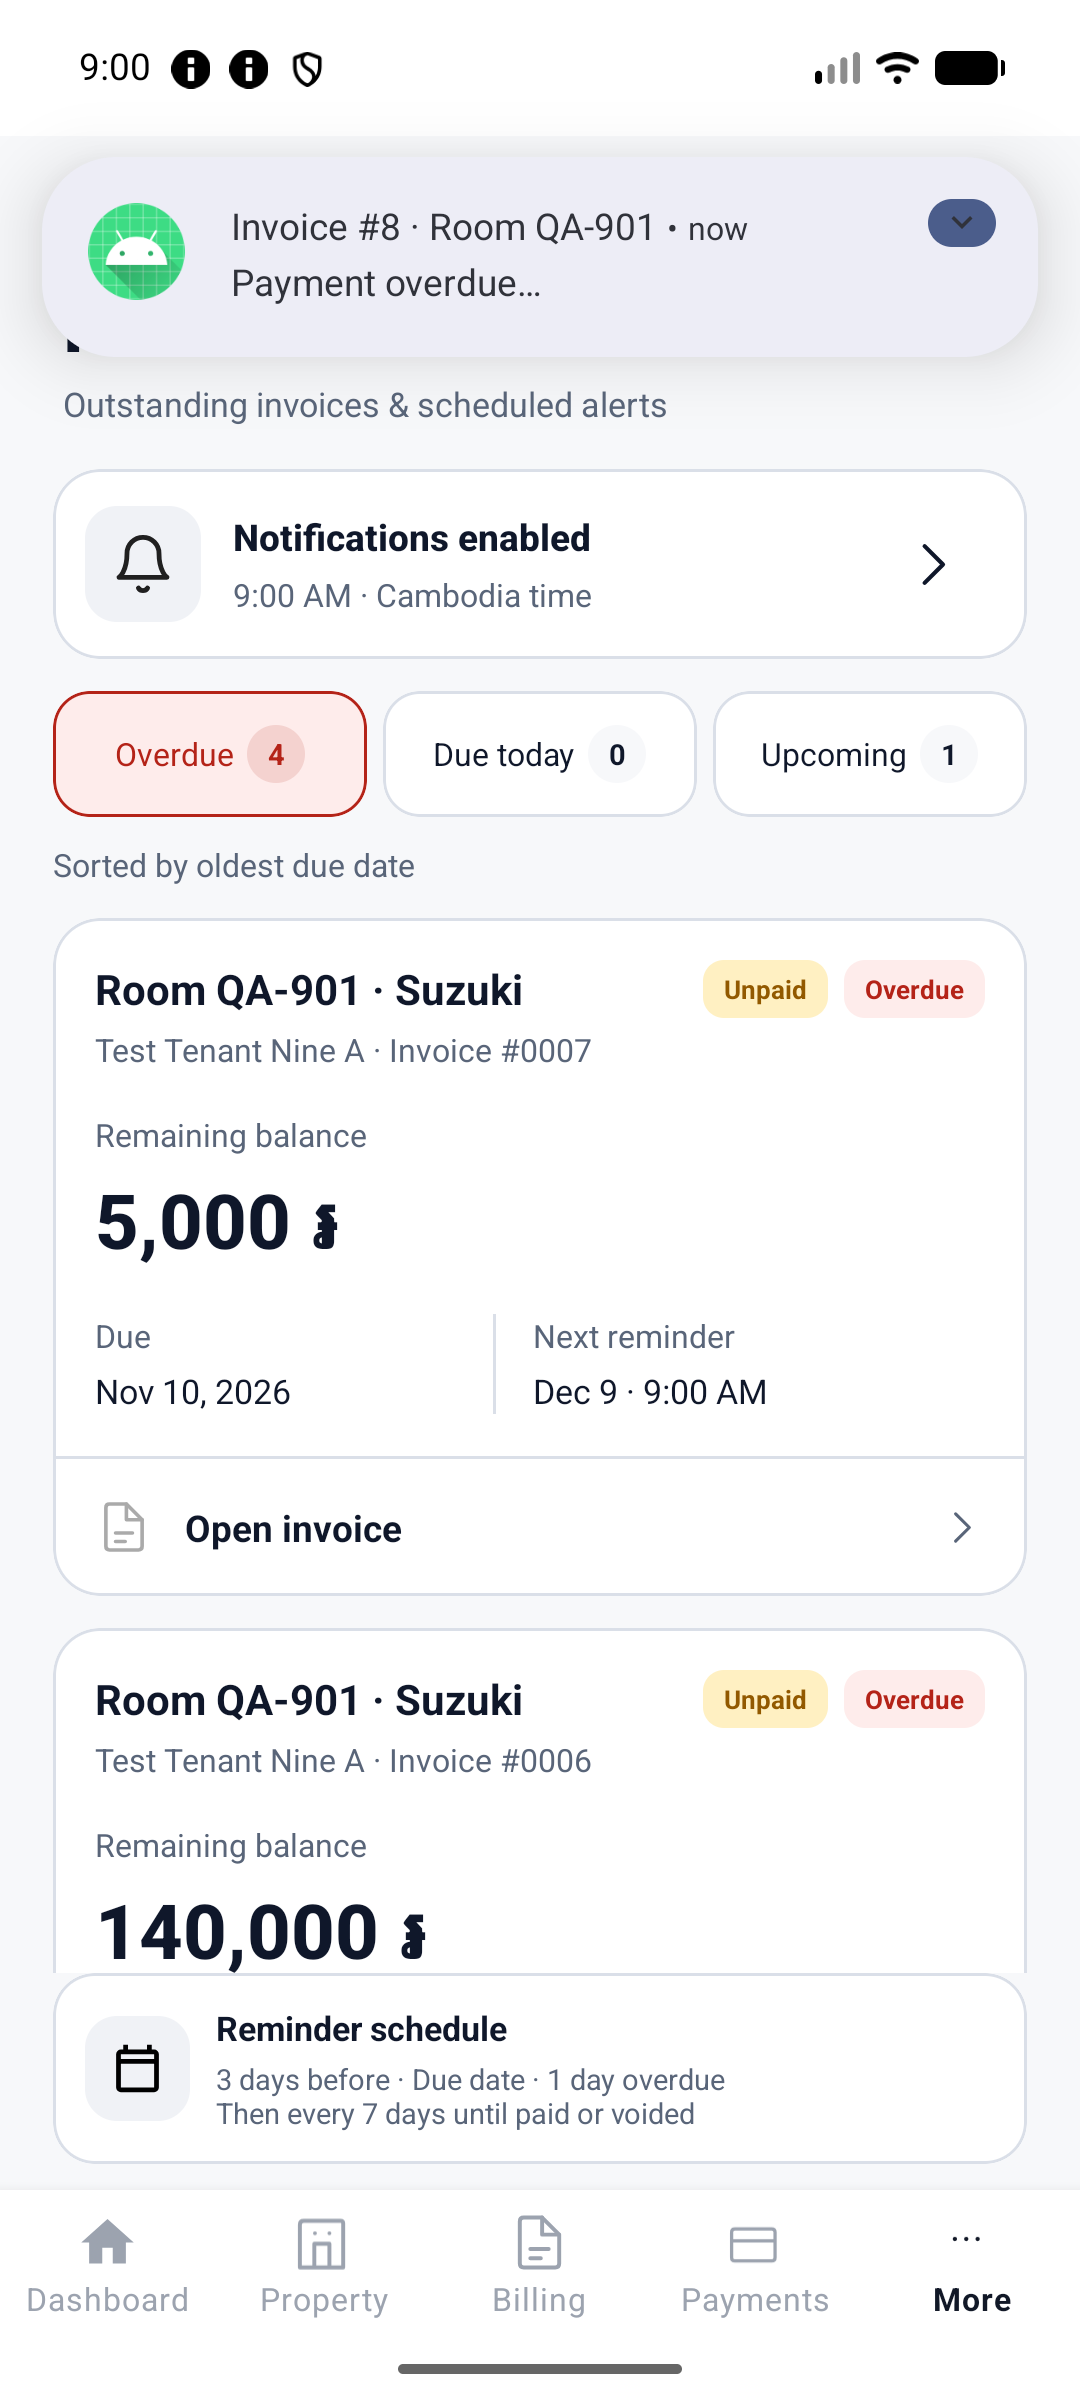 9:00
Invoice #8 · Room QA-901 • now
Payment overdue...
Outstanding invoices & scheduled alerts
Notifications enabled
9:00 AM · Cambodia time
Overdue 4
Due today 0
Upcoming 1
Sorted by oldest due date
Room QA-901 · Suzuki
Unpaid
Overdue
Test Tenant Nine A · Invoice #0007
Remaining balance
5,000 ៛
Due
Next reminder
Nov 10, 2026
Dec 9 · 9:00 AM
Open invoice
Room QA-901 · Suzuki
Unpaid
Overdue
Test Tenant Nine A · Invoice #0006
Remaining balance
140,000 ៛
Reminder schedule
3 days before · Due date · 1 day overdue
Then every 7 days until paid or voided
Dashboard
Property
Billing
Payments
More